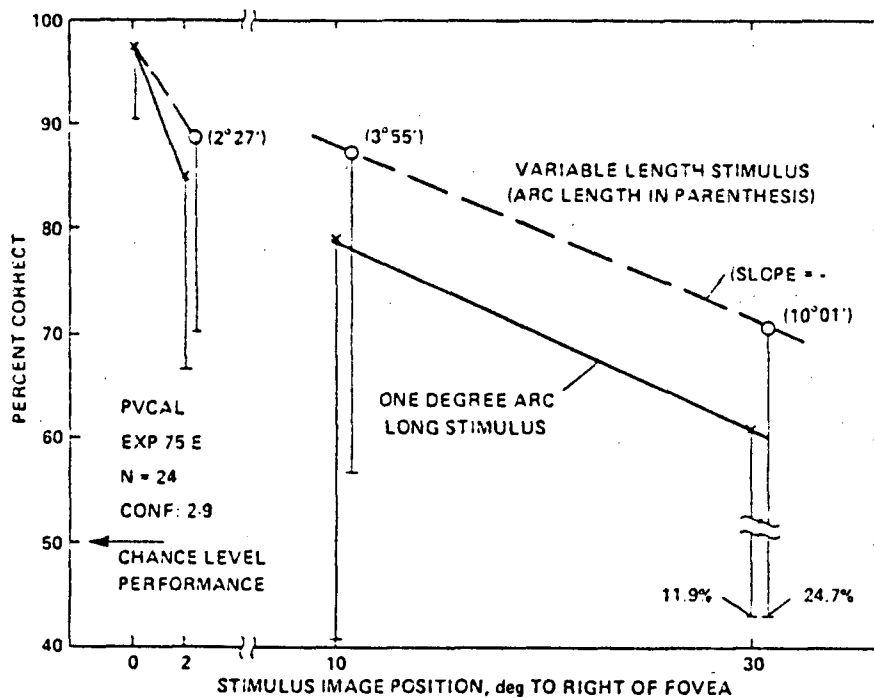 100
90
80
70
60
50
40
PERCENT CORRECT
(2°27')
(3°55')
VARIABLE LENGTH STIMULUS
(ARC LENGTH IN PARENTHESIS)
(SLOPE = -
(10°01')
ONE DEGREE ARC
LONG STIMULUS
PVCAL
EXP 75 E
N = 24
CONF: 2-9
CHANCE LEVEL
PERFORMANCE
11.9%
24.7%
0
2
10
30
STIMULUS IMAGE POSITION, deg TO RIGHT OF FOVEA